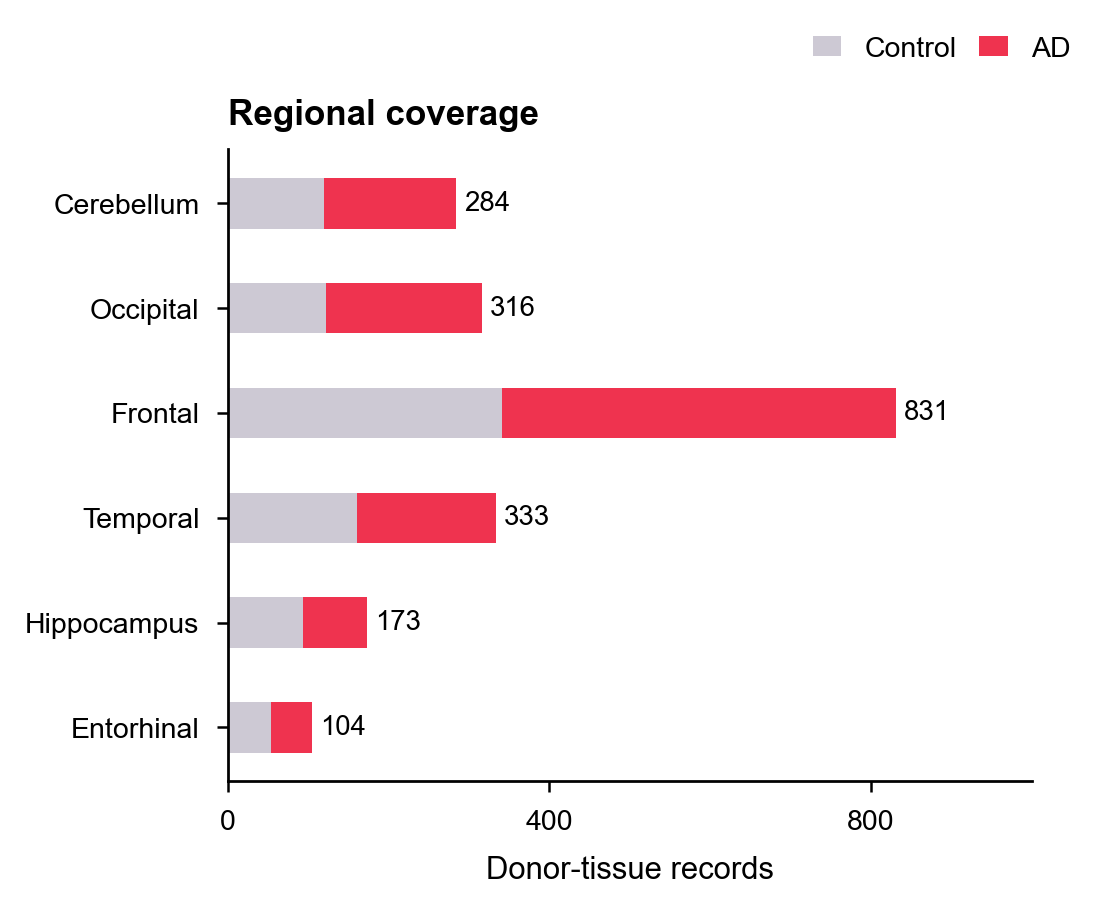 Control AD
Regional coverage
Cerebellum 284
Occipital 316
Frontal 831
Temporal 333
Hippocampus 173
Entorhinal 104
0 400 800
Donor-tissue records